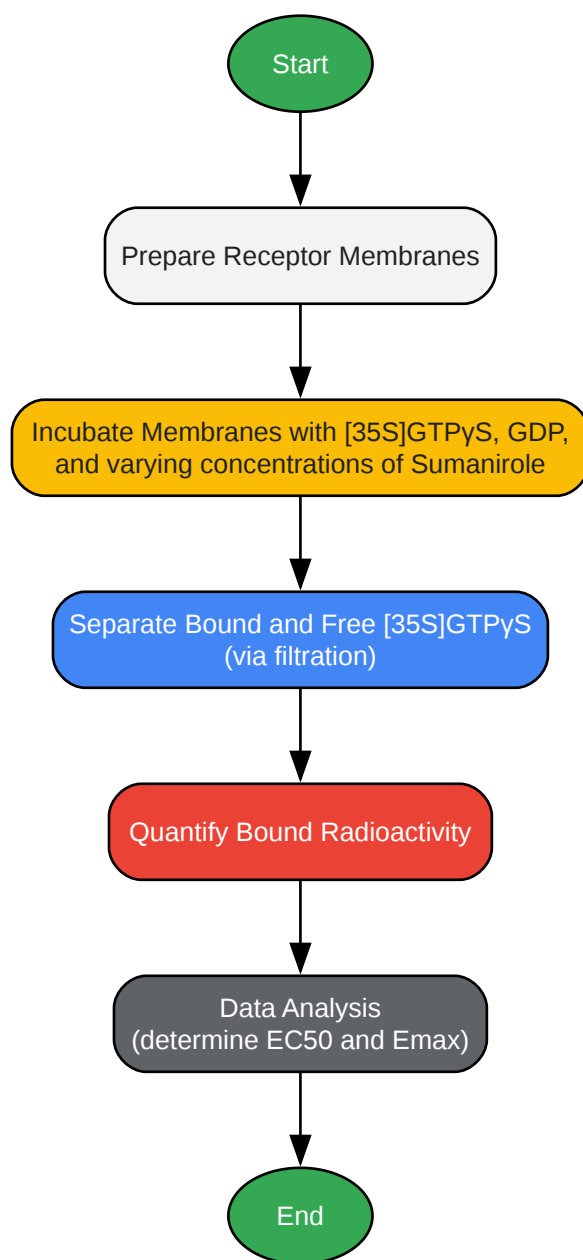 Start
Prepare Receptor Membranes
Incubate Membranes with [35S]GTPγS, GDP,
and varying concentrations of Sumanirole
Separate Bound and Free [35S]GTPγS
(via filtration)
Quantify Bound Radioactivity
Data Analysis
(determine EC50 and Emax)
End